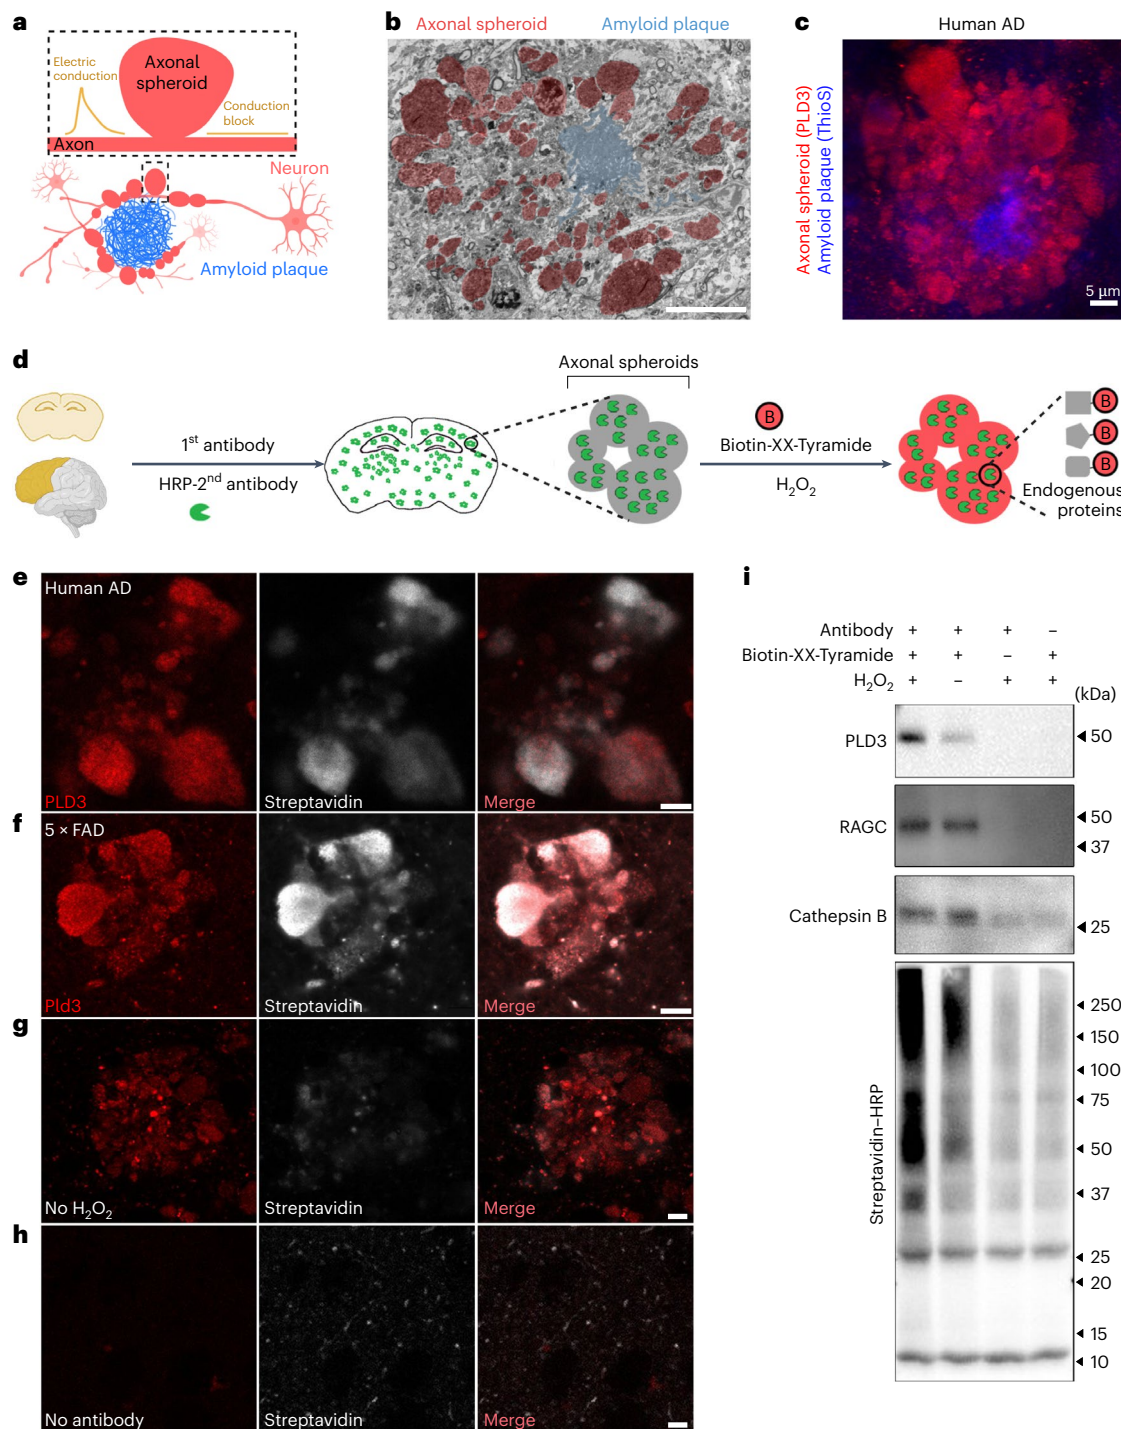 a
Electric
conduction
Axonal
spheroid
Conduction
block
Axon
Neuron
Amyloid plaque
b
Axonal spheroid
Amyloid plaque
c
Human AD
Axonal spheroid (PLD3)
Amyloid plaque (ThioS)
5 μm
d
1st antibody
HRP-2nd antibody
Axonal spheroids
B
Biotin-XX-Tyramide
H2O2
B
B
B
Endogenous
proteins
e
Human AD
PLD3
Streptavidin
Merge
f
5 × FAD
Pld3
Streptavidin
Merge
g
No H2O2
Streptavidin
Merge
h
No antibody
Streptavidin
Merge
i
Antibody + + + –
Biotin-XX-Tyramide + + – +
H2O2 + – + +
(kDa)
PLD3
50
RAGC
50
37
Cathepsin B
25
Streptavidin–HRP
250
150
100
75
50
37
25
20
15
10